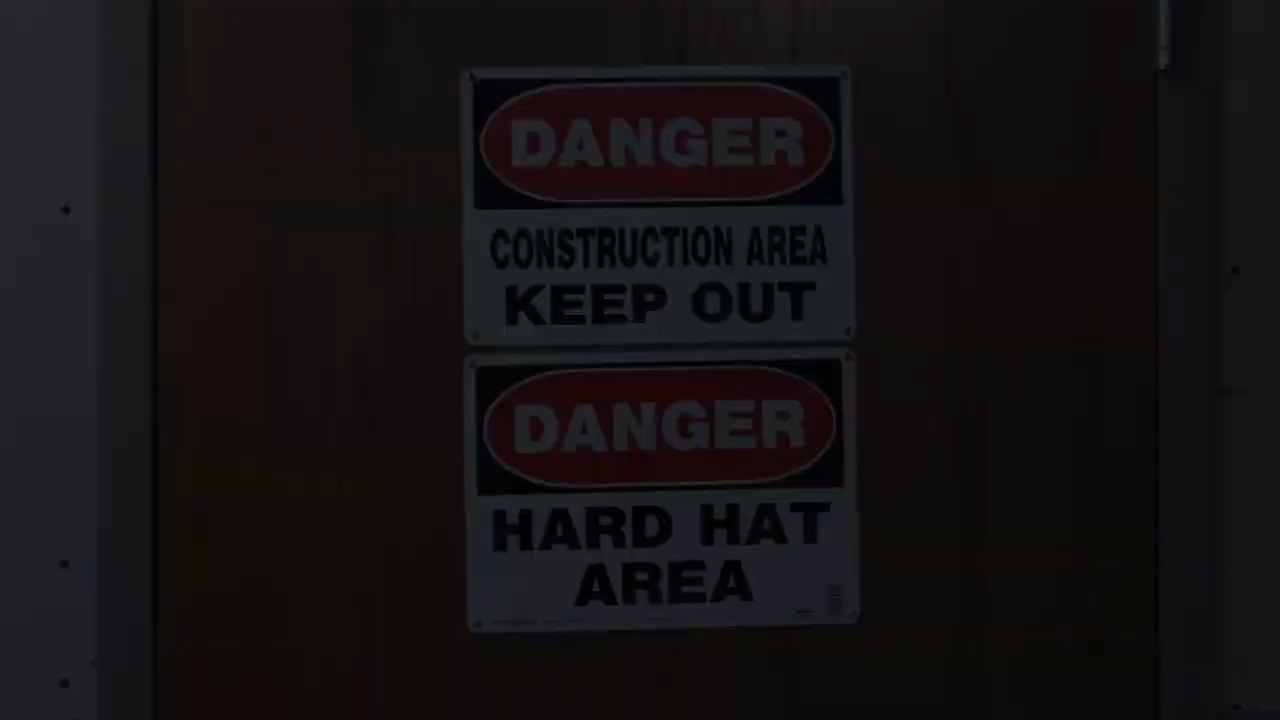 DANGER
CONSTRUCTION AREA
KEEP OUT
DANGER
HARD HAT
AREA